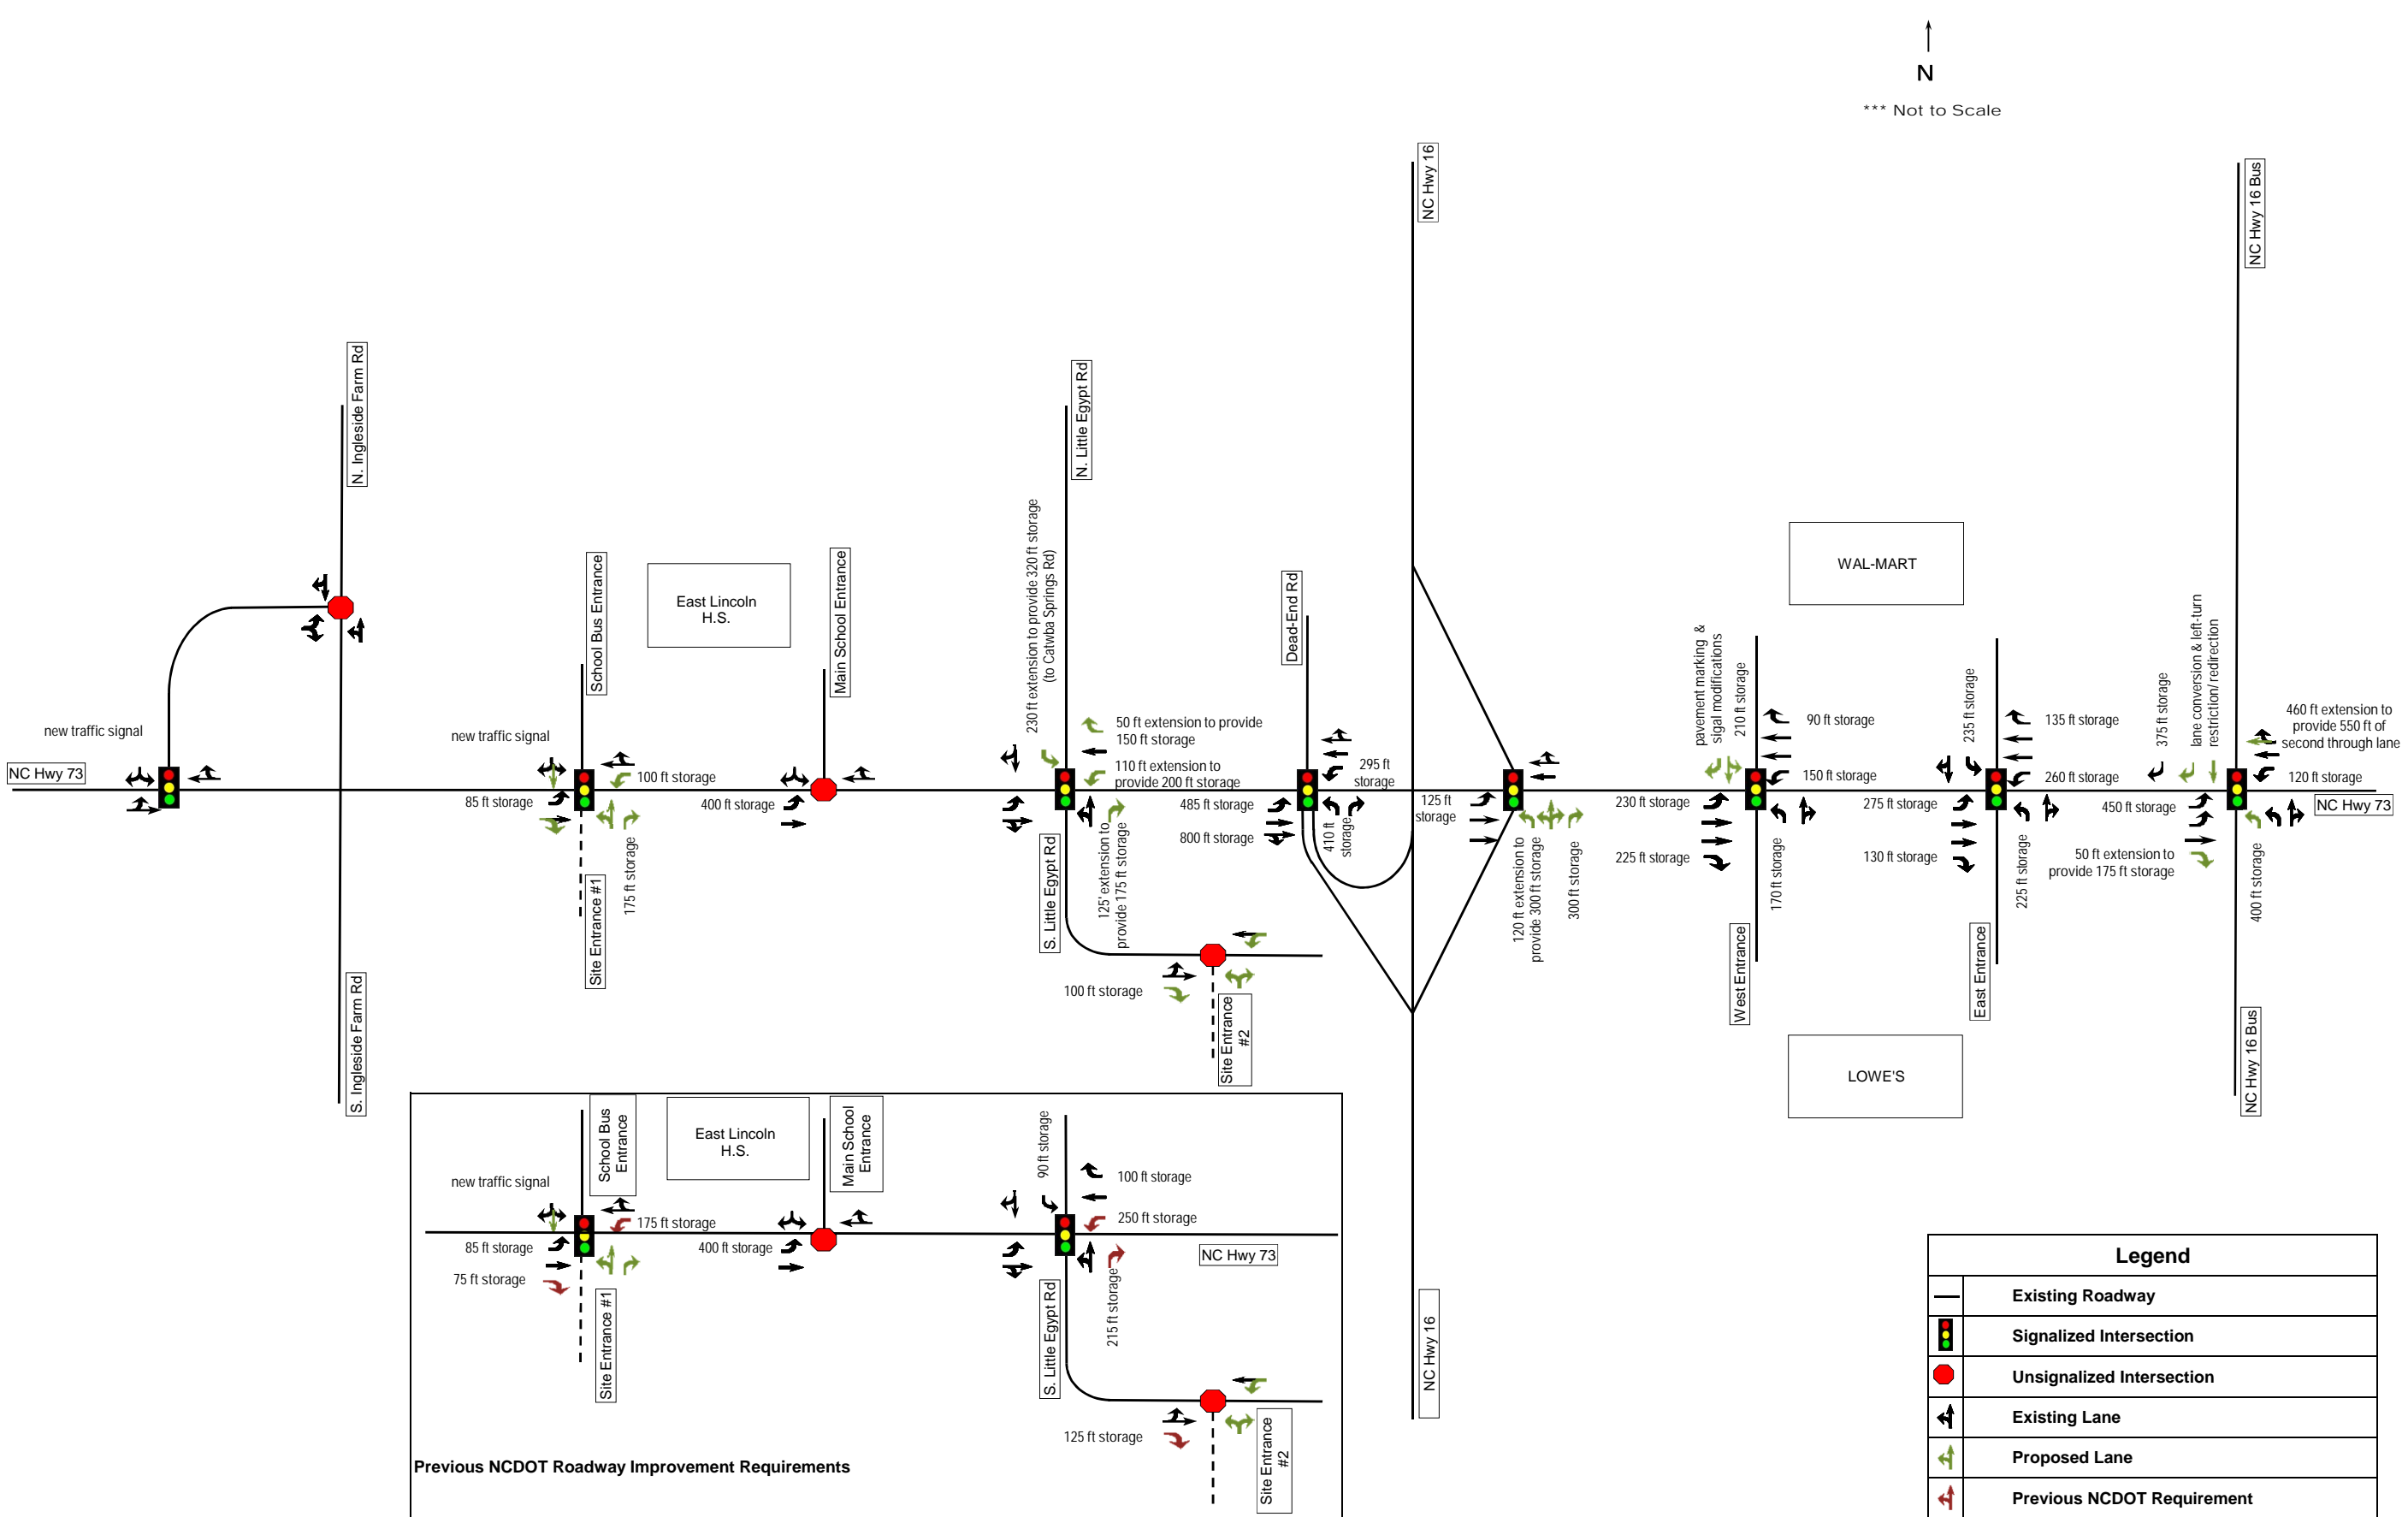 N
*** Not to Scale
NC Hwy 16
NC Hwy 16 Bus
N. Ingleside Farm Rd
N. Little Egypt Rd
230 ft extension to provide 320 ft storage
(to Catwba Springs Rd)
School Bus Entrance
East Lincoln
H.S.
Main School Entrance
Dead-End Rd
WAL-MART
pavement marking &
sigal modifications
210 ft storage
235 ft storage
375 ft storage
lane conversion & left-turn
restriction/ redirection
new traffic signal
new traffic signal
50 ft extension to provide
150 ft storage
110 ft extension to
provide 200 ft storage
90 ft storage
135 ft storage
460 ft extension to
provide 550 ft of
second through lane
NC Hwy 73
100 ft storage
295 ft
storage
150 ft storage
260 ft storage
120 ft storage
85 ft storage
400 ft storage
485 ft storage
125 ft
storage
230 ft storage
275 ft storage
450 ft storage
NC Hwy 73
800 ft storage
410 ft
storage
225 ft storage
130 ft storage
50 ft extension to
provide 175 ft storage
Site Entrance #1
175 ft storage
S. Little Egypt Rd
125' extension to
provide 175 ft storage
120 ft extension to
provide 300 ft storage
300 ft storage
170 ft storage
225 ft storage
400 ft storage
West Entrance
East Entrance
S. Ingleside Farm Rd
100 ft storage
Site Entrance
#2
LOWE'S
NC Hwy 16 Bus
School Bus
Entrance
East Lincoln
H.S.
Main School
Entrance
90 ft storage
new traffic signal
100 ft storage
175 ft storage
250 ft storage
85 ft storage
400 ft storage
NC Hwy 73
75 ft storage
Site Entrance #1
S. Little Egypt Rd
215 ft storage
NC Hwy 16
125 ft storage
Site Entrance
#2
Previous NCDOT Roadway Improvement Requirements
Legend
Existing Roadway
Signalized Intersection
Unsignalized Intersection
Existing Lane
Proposed Lane
Previous NCDOT Requirement